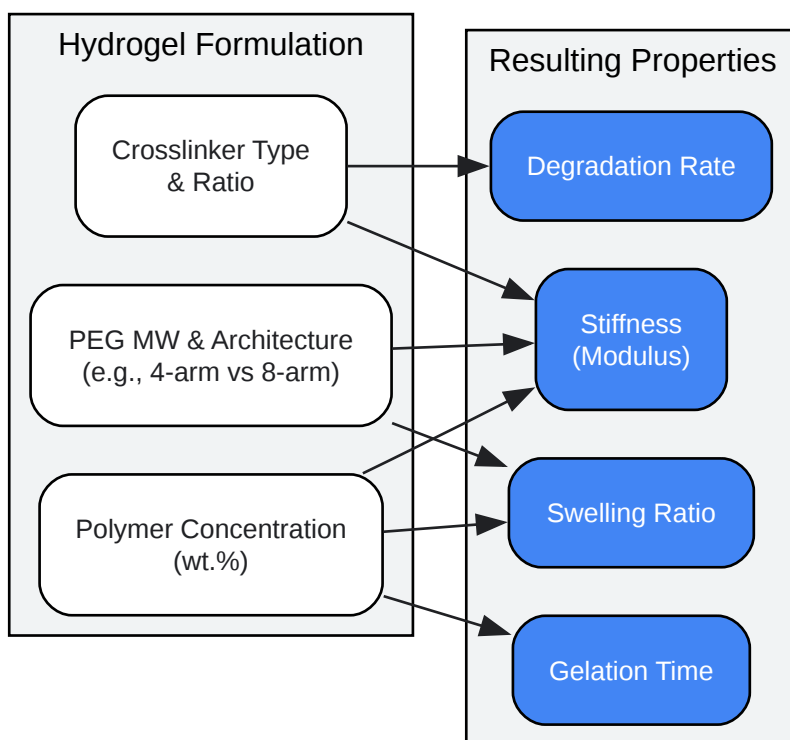 Hydrogel Formulation
Crosslinker Type
& Ratio
PEG MW & Architecture
(e.g., 4-arm vs 8-arm)
Polymer Concentration
(wt.%)
Resulting Properties
Degradation Rate
Stiffness
(Modulus)
Swelling Ratio
Gelation Time